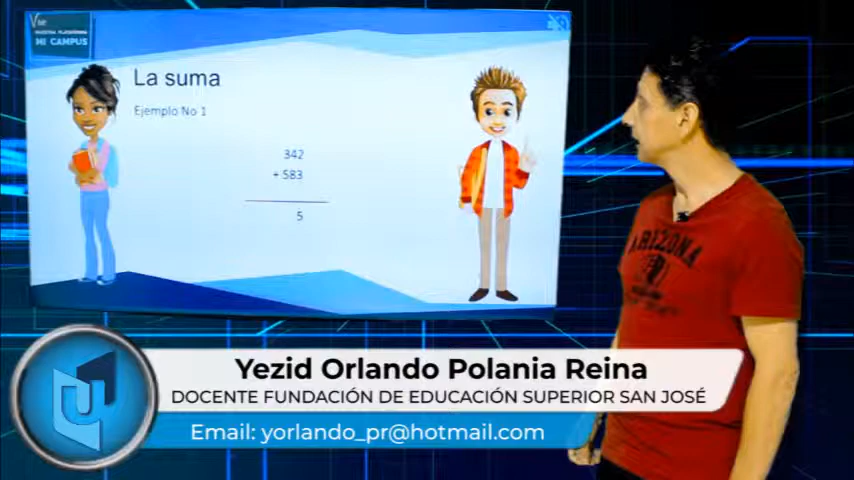 MI CAMPUS
La suma
Ejemplo No 1
342
+ 583
5
ARIZONA
Yezid Orlando Polania Reina
DOCENTE FUNDACIÓN DE EDUCACIÓN SUPERIOR SAN JOSÉ
Email: yorlando_pr@hotmail.com